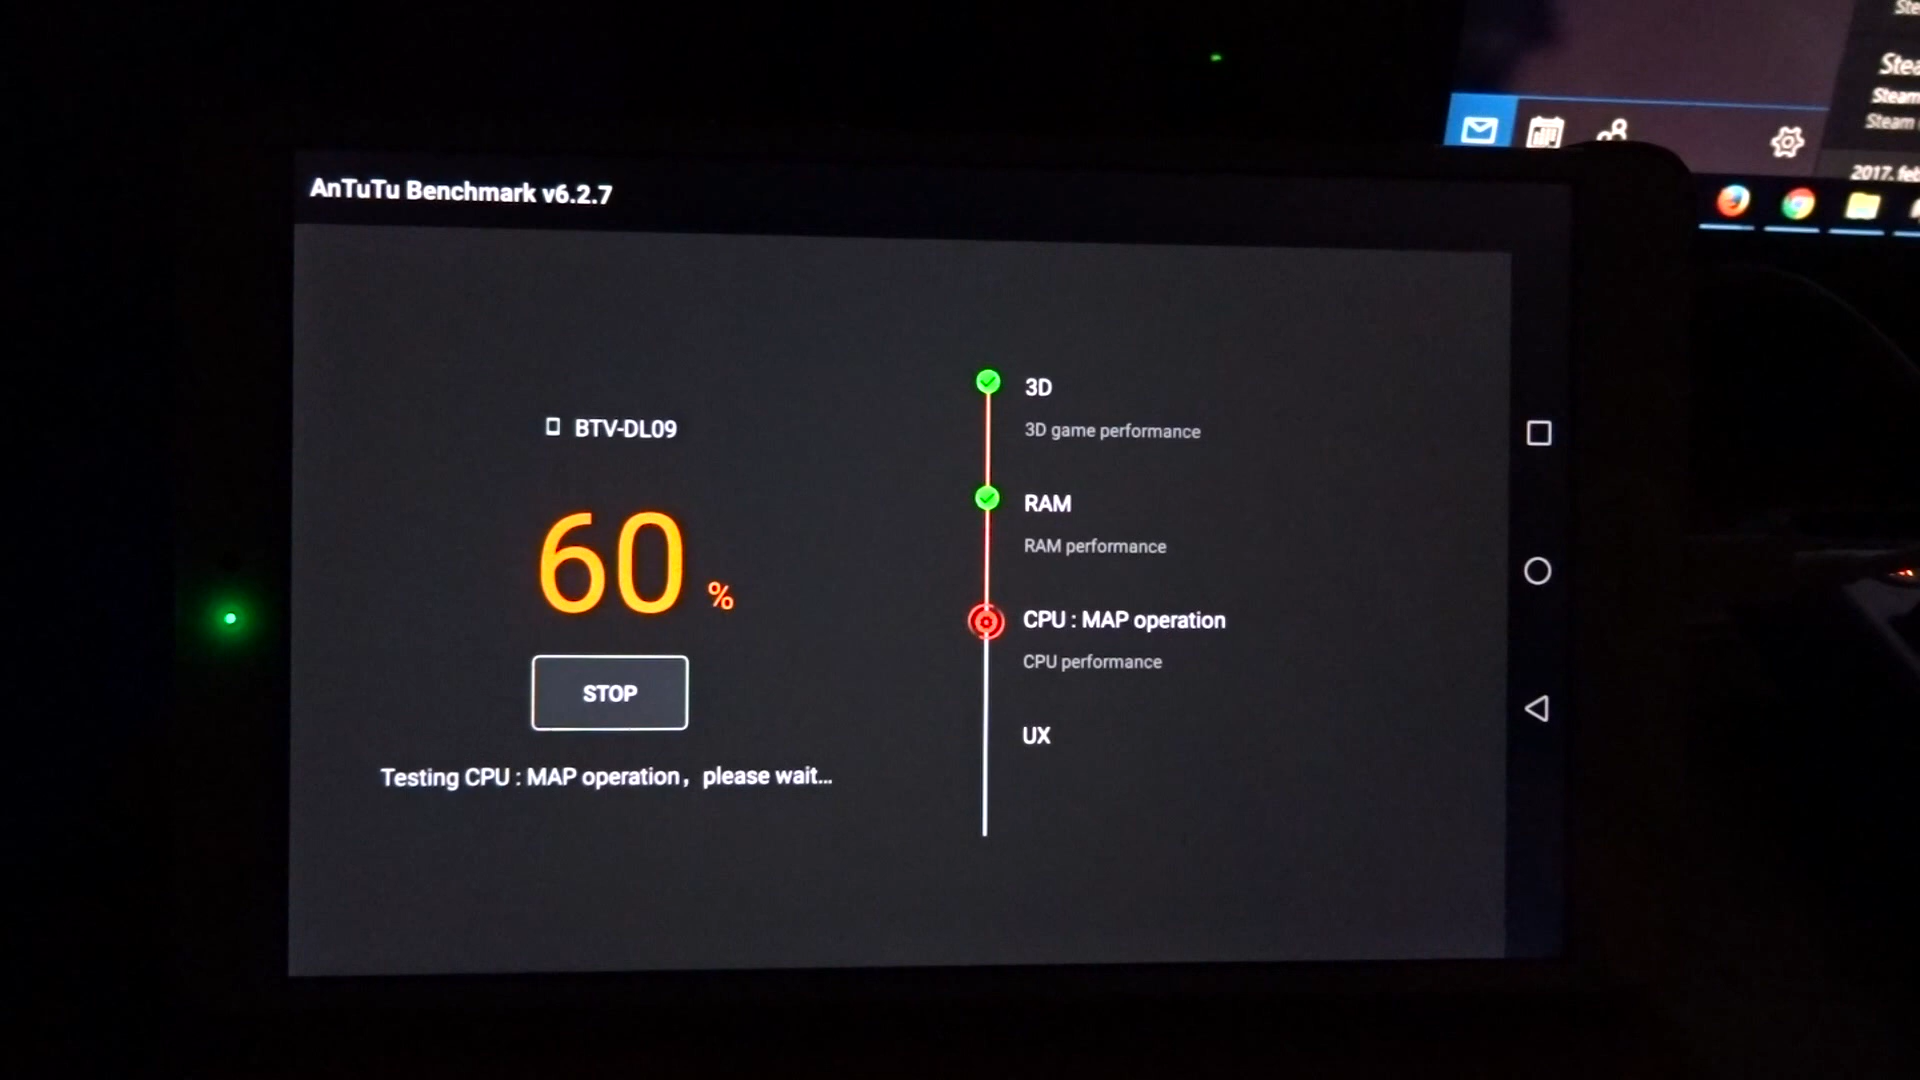 AnTuTu Benchmark v6.2.7
BTV-DL09
60 %
STOP
Testing CPU : MAP operation, please wait...
3D
3D game performance
RAM
RAM performance
CPU : MAP operation
CPU performance
UX
Steam
Steam
2017. feb